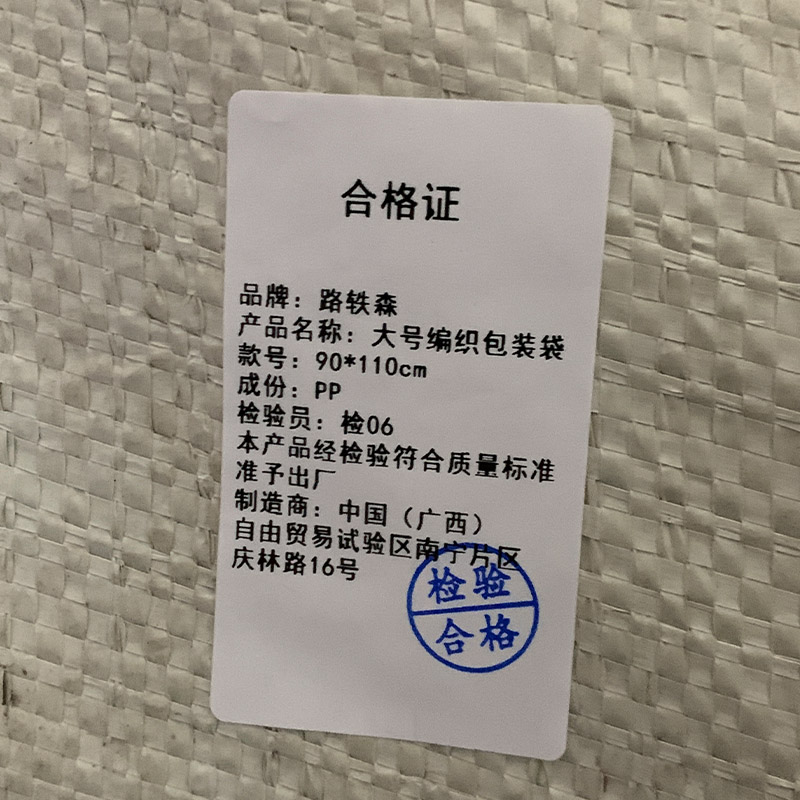 合格证
品牌：路铁森
产品名称：大号编织包装袋
款号：90*110cm
成份：PP
检验员：检06
本产品经检验符合质量标准
准予出厂
制造商：中国（广西）
自由贸易试验区南宁片区
庆林路16号
检验
合格